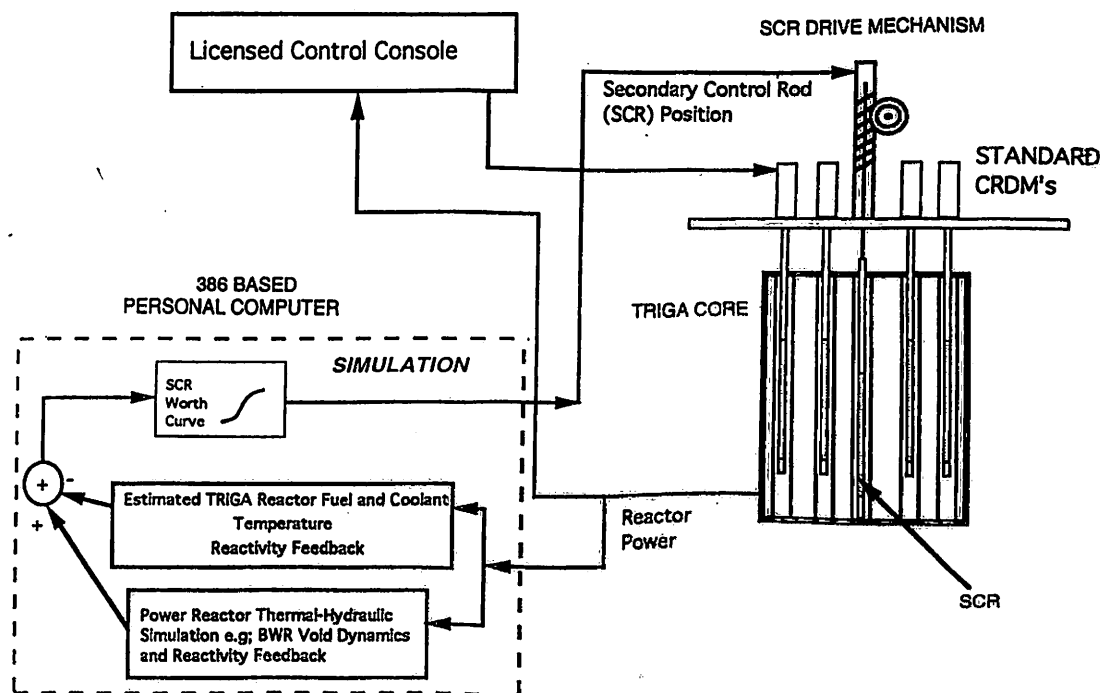 SCR DRIVE MECHANISM
Licensed Control Console
Secondary Control Rod
(SCR) Position
STANDARD
CRDM's
386 BASED
PERSONAL COMPUTER
TRIGA CORE
SIMULATION
SCR
Worth
Curve
+
-
+
Estimated TRIGA Reactor Fuel and Coolant
Temperature
Reactivity Feedback
Reactor
Power
Power Reactor Thermal-Hydraulic
Simulation e.g; BWR Void Dynamics
and Reactivity Feedback
SCR